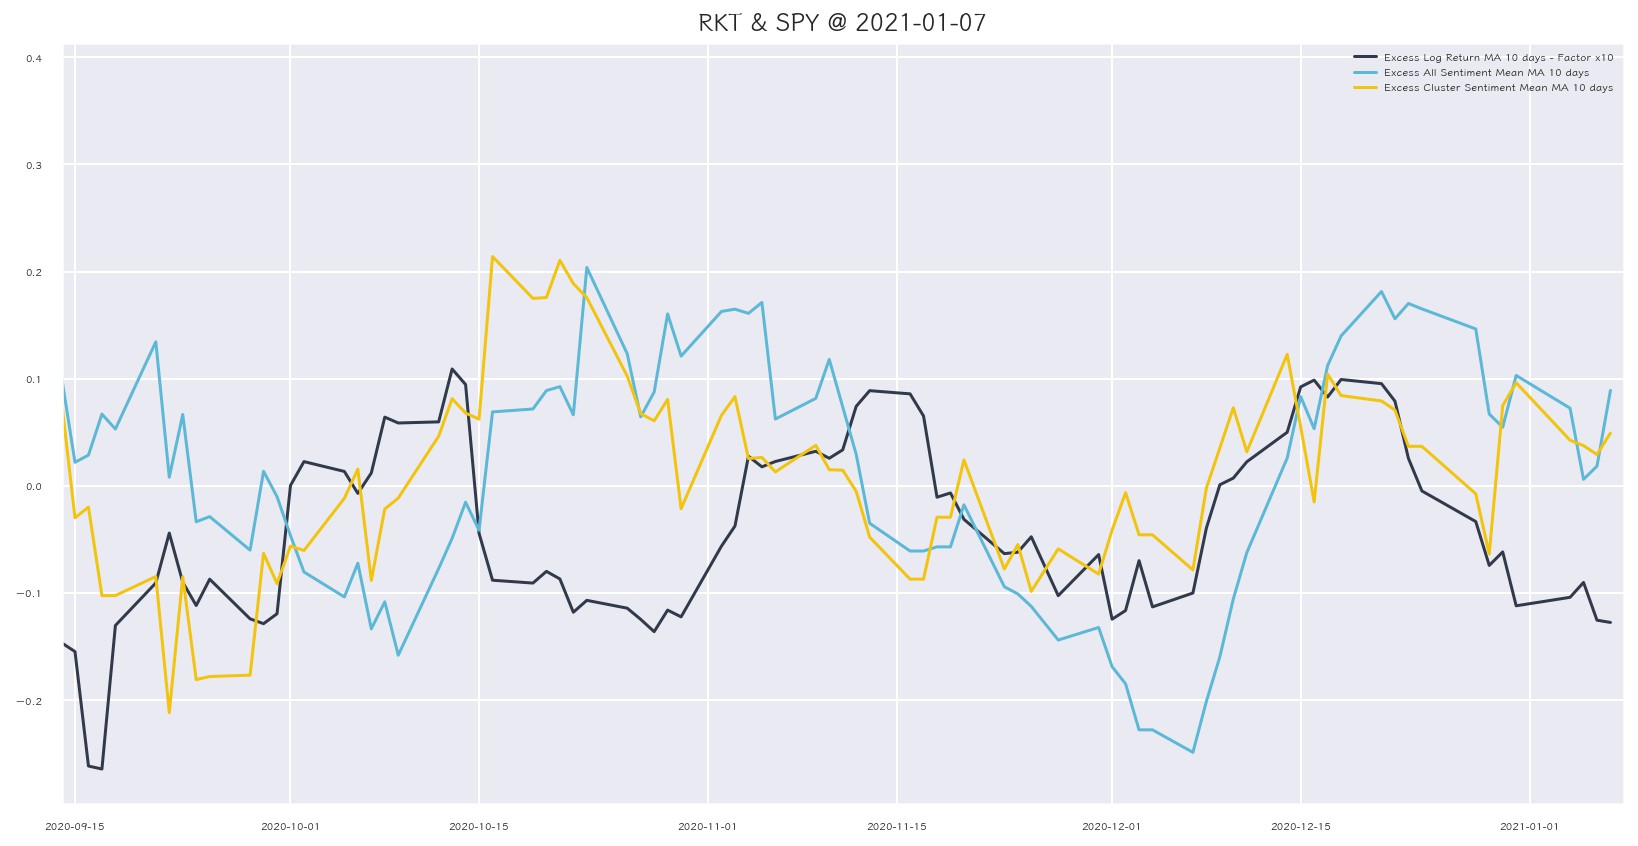 RKT & SPY @ 2021-01-07
Excess Log Return MA 10 days - Factor x10
Excess All Sentiment Mean MA 10 days
Excess Cluster Sentiment Mean MA 10 days
0.4
0.3
0.2
0.1
0.0
−0.1
−0.2
2020-09-15 2020-10-01 2020-10-15 2020-11-01 2020-11-15 2020-12-01 2020-12-15 2021-01-01